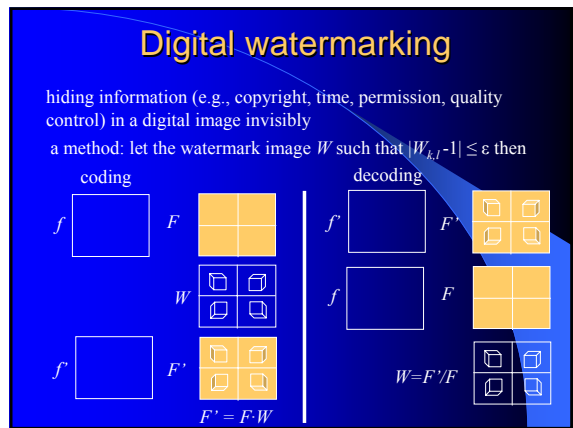 Digital watermarking
hiding information (e.g., copyright, time, permission, quality
control) in a digital image invisibly
a method: let the watermark image W such that |W_{k,l} -1| ≤ ε then
coding
f
F
W
f'
F'
F' = F·W
decoding
f'
F'
f
F
W=F'/F